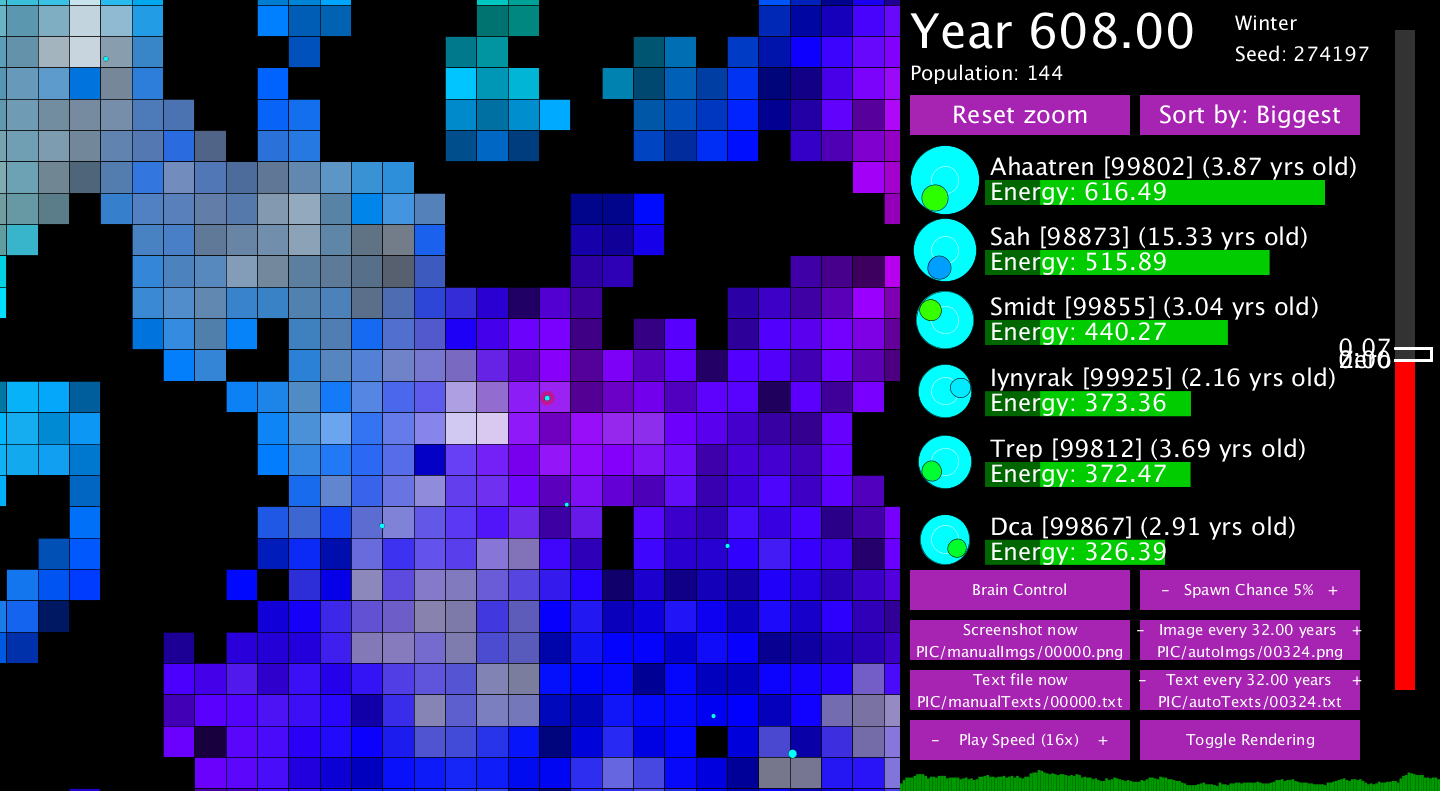 Year 608.00
Winter
Seed: 274197
Population: 144
Reset zoom
Sort by: Biggest
Ahaatren [99802] (3.87 yrs old)
Energy: 616.49
Sah [98873] (15.33 yrs old)
Energy: 515.89
Smidt [99855] (3.04 yrs old)
Energy: 440.27
0.07
Iynyrak [99925] (2.16 yrs old)
Energy: 373.36
Trep [99812] (3.69 yrs old)
Energy: 372.47
Dca [99867] (2.91 yrs old)
Energy: 326.39
Brain Control
- Spawn Chance 5% +
Screenshot now
PIC/manualImgs/00000.png
- Image every 32.00 years +
PIC/autoImgs/00324.png
Text file now
PIC/manualTexts/00000.txt
- Text every 32.00 years +
PIC/autoTexts/00324.txt
- Play Speed (16x) +
Toggle Rendering